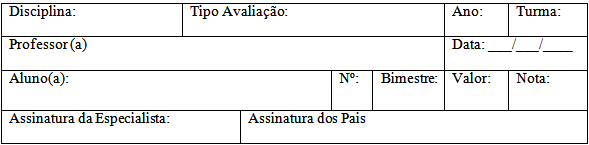 Disciplina: Tipo Avaliação: Ano: Turma:
Professor (a) Data: ___/___/____
Aluno(a): Nº: Bimestre: Valor: Nota:
Assinatura da Especialista: Assinatura dos Pais